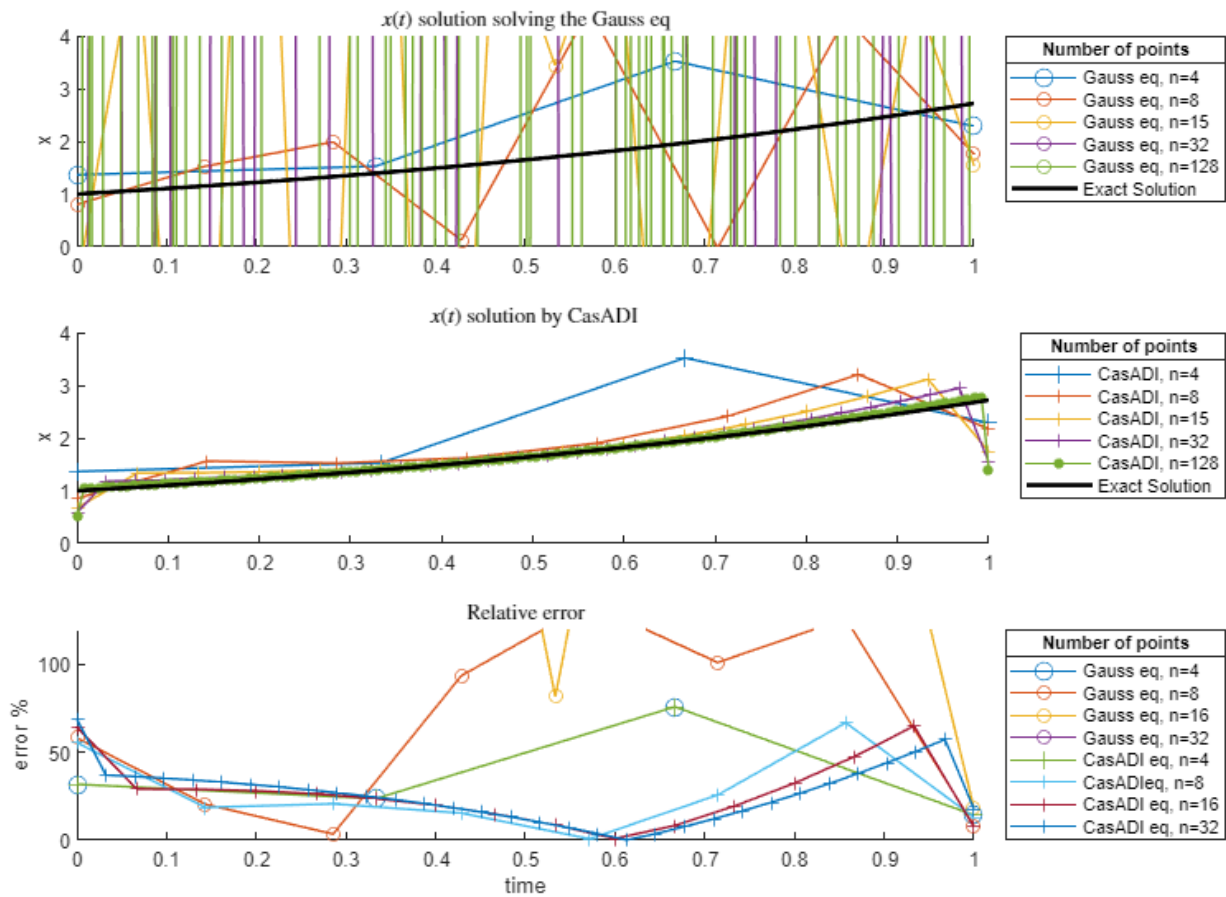 x(t) solution solving the Gauss eq
4
3
2
1
0
x
0 0.1 0.2 0.3 0.4 0.5 0.6 0.7 0.8 0.9 1
Number of points
Gauss eq, n=4
Gauss eq, n=8
Gauss eq, n=15
Gauss eq, n=32
Gauss eq, n=128
Exact Solution
x(t) solution by CasADI
4
3
2
1
0
x
0 0.1 0.2 0.3 0.4 0.5 0.6 0.7 0.8 0.9 1
Number of points
CasADI, n=4
CasADI, n=8
CasADI, n=15
CasADI, n=32
CasADI, n=128
Exact Solution
Relative error
100
50
0
error %
0 0.1 0.2 0.3 0.4 0.5 0.6 0.7 0.8 0.9 1
time
Number of points
Gauss eq, n=4
Gauss eq, n=8
Gauss eq, n=16
Gauss eq, n=32
CasADI eq, n=4
CasADIeq, n=8
CasADI eq, n=16
CasADI eq, n=32